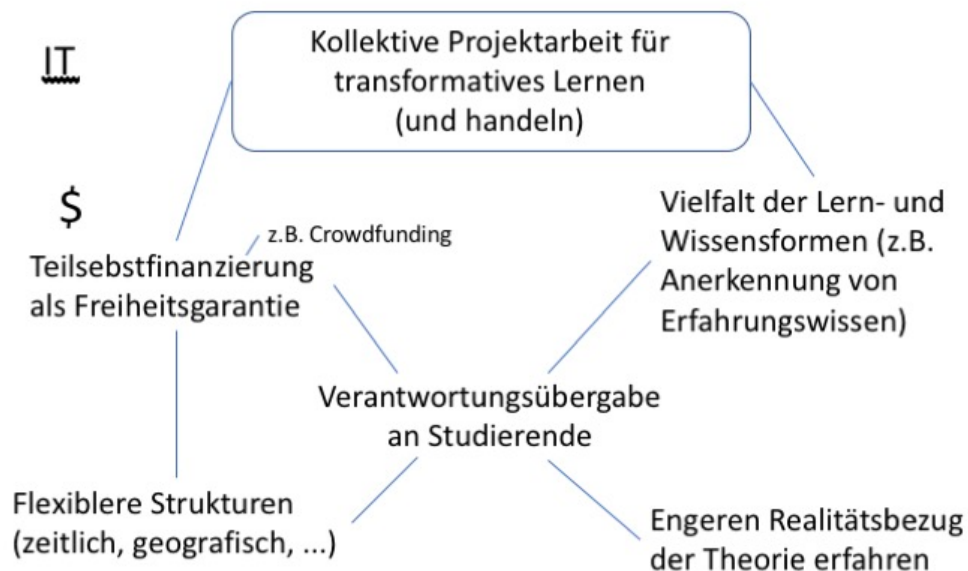 IT
Kollektive Projektarbeit für
transformatives Lernen
(und handeln)
$
z.B. Crowdfunding
Teilsebstfinanzierung
als Freiheitsgarantie
Vielfalt der Lern- und
Wissensformen (z.B.
Anerkennung von
Erfahrungswissen)
Verantwortungsübergabe
an Studierende
Flexiblere Strukturen
(zeitlich, geografisch, ...)
Engeren Realitätsbezug
der Theorie erfahren